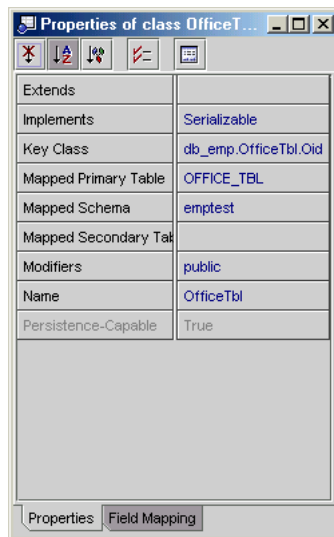 Properties of class OfficeT...
Extends
Implements Serializable
Key Class db_emp.OfficeTbl.Oid
Mapped Primary Table OFFICE_TBL
Mapped Schema emptest
Mapped Secondary Tab
Modifiers public
Name OfficeTbl
Persistence-Capable True
Properties Field Mapping